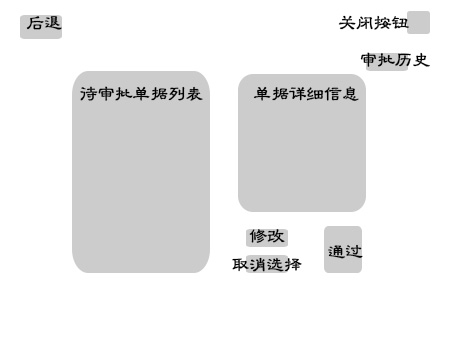 后退
关闭按钮
审批历史
待审批单据列表
单据详细信息
修改
通过
取消选择